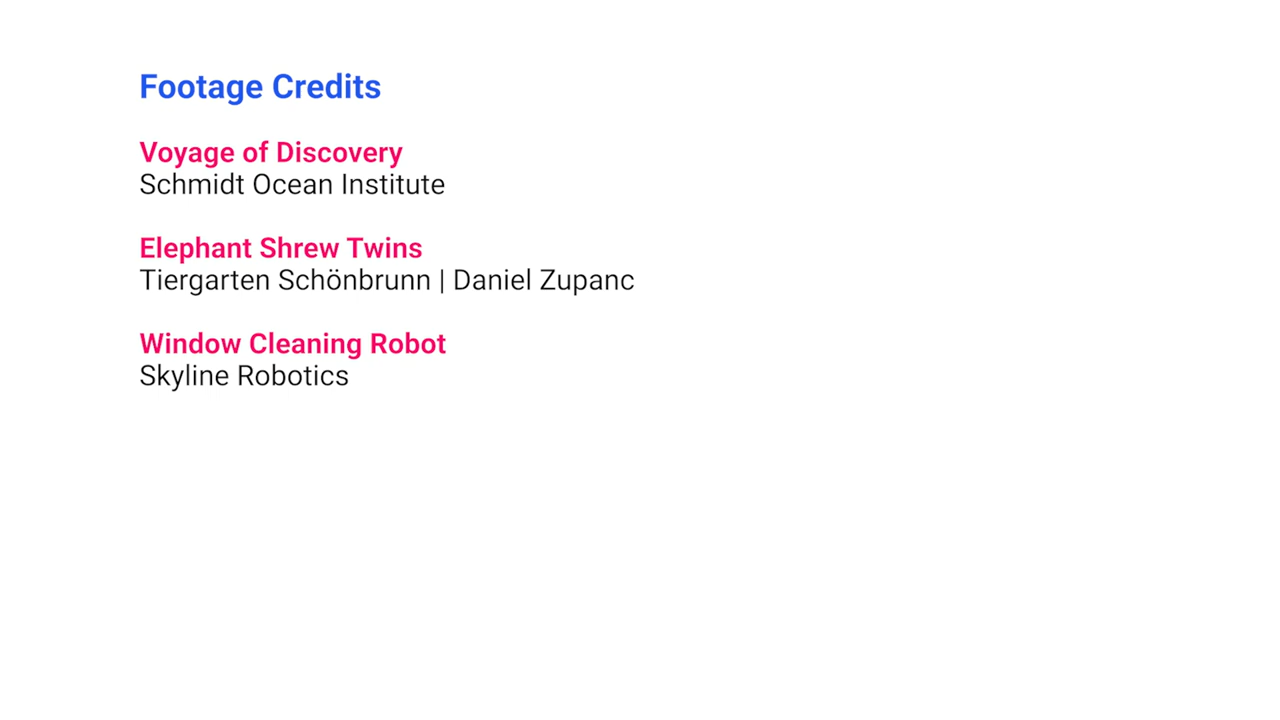 Footage Credits
Voyage of Discovery
Schmidt Ocean Institute
Elephant Shrew Twins
Tiergarten Schönbrunn | Daniel Zupanc
Window Cleaning Robot
Skyline Robotics